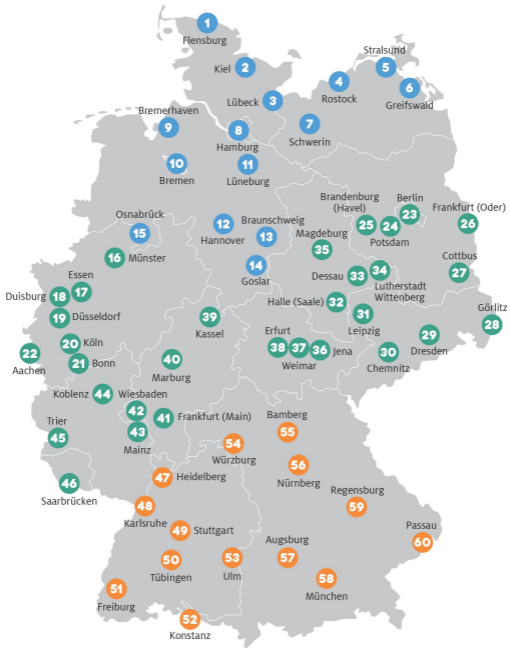 1
Flensburg
Kiel 2
Stralsund
5
4
Rostock
6
Greifswald
Lübeck 3
7
Schwerin
Bremerhaven
9
8
Hamburg
10
Bremen
11
Lüneburg
Osnabrück
15
12
Hannover
Braunschweig
13
14
Goslar
Brandenburg
(Havel)
25
24
Potsdam
Berlin
23
Frankfurt (Oder)
26
Magdeburg
35
Cottbus
27
16
Münster
Essen
17
Duisburg 18
19 Düsseldorf
20 Köln
21 Bonn
22
Aachen
Dessau 33
34
Lutherstadt
Wittenberg
Halle (Saale) 32
31
Leipzig
Görlitz
28
29
Dresden
30
Chemnitz
39
Kassel
Erfurt
38 37 36 Jena
Weimar
40
Marburg
Koblenz 44
Wiesbaden
42
41 Frankfurt (Main)
43
Mainz
Trier
45
46
Saarbrücken
Bamberg
55
54
Würzburg
56
Nürnberg
47 Heidelberg
48
Karlsruhe
49 Stuttgart
Regensburg
59
Passau
60
50
Tübingen
53
Ulm
Augsburg
57
58
München
51
Freiburg
52
Konstanz